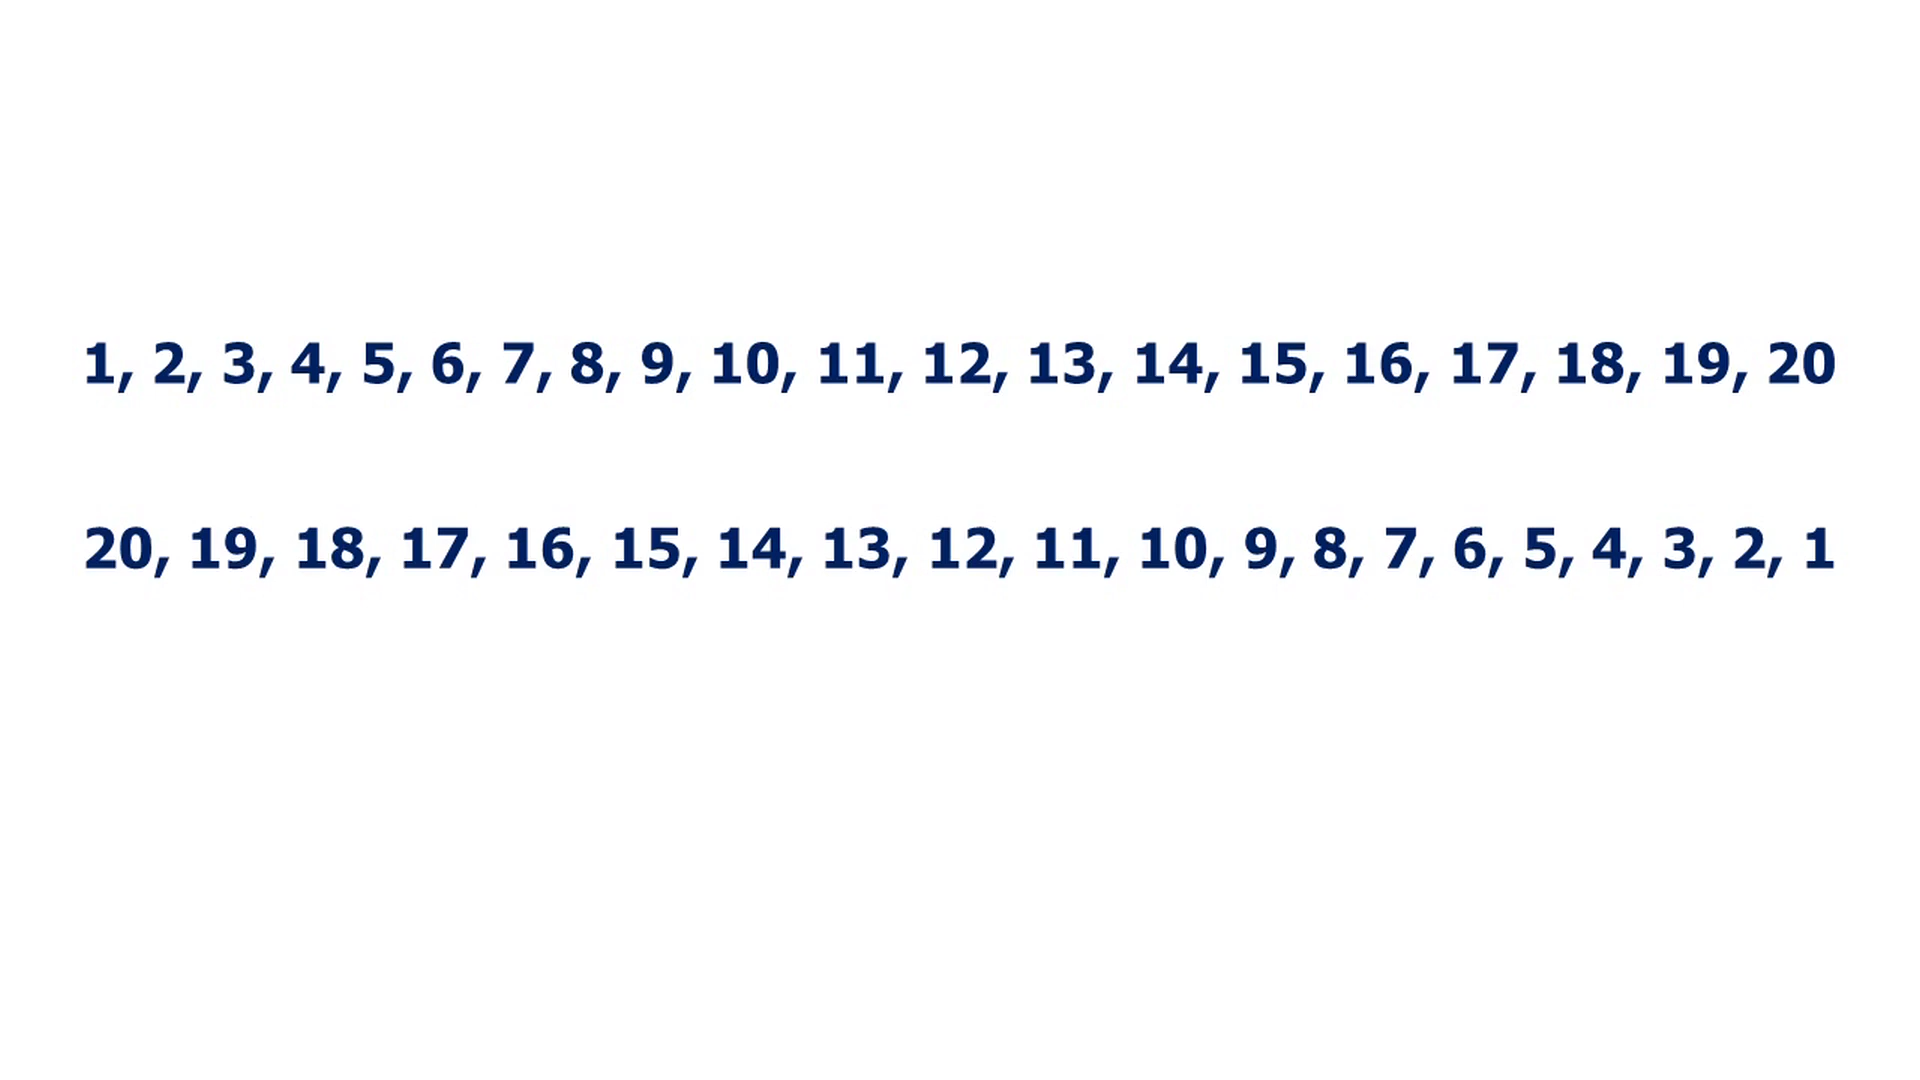 1, 2, 3, 4, 5, 6, 7, 8, 9, 10, 11, 12, 13, 14, 15, 16, 17, 18, 19, 20
20, 19, 18, 17, 16, 15, 14, 13, 12, 11, 10, 9, 8, 7, 6, 5, 4, 3, 2, 1